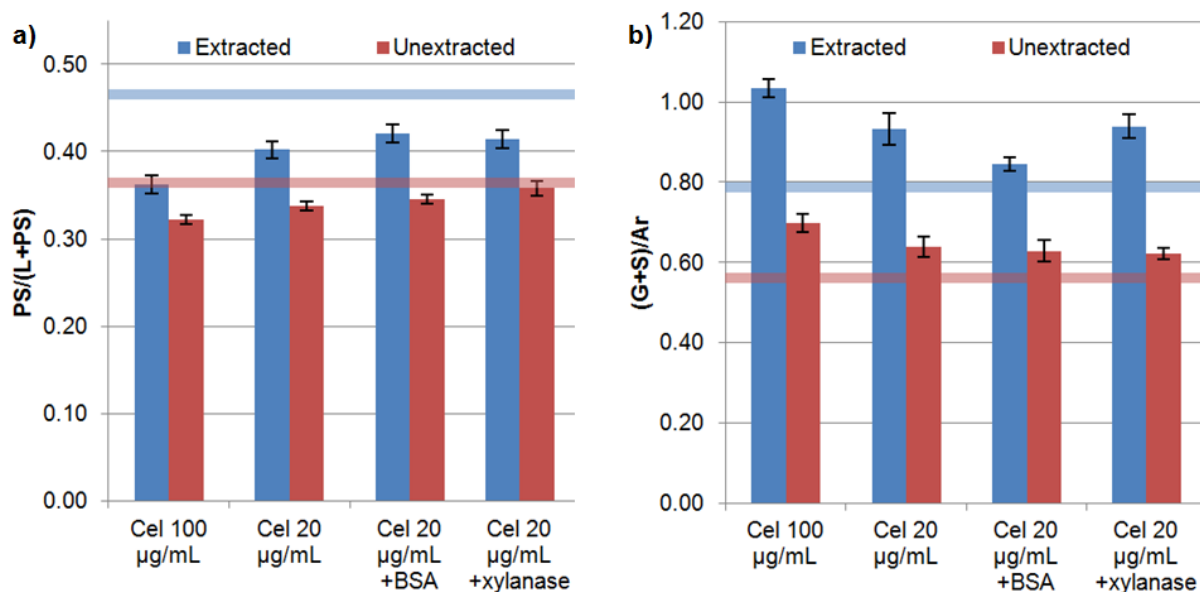 a)
Extracted Unextracted
PS/(L+PS)
0.50
0.40
0.30
0.20
0.10
0.00
Cel 100 µg/mL
Cel 20 µg/mL
Cel 20 µg/mL +BSA
Cel 20 µg/mL +xylanase
b)
Extracted Unextracted
(G+S)/Ar
1.20
1.00
0.80
0.60
0.40
0.20
0.00
Cel 100 µg/mL
Cel 20 µg/mL
Cel 20 µg/mL +BSA
Cel 20 µg/mL +xylanase